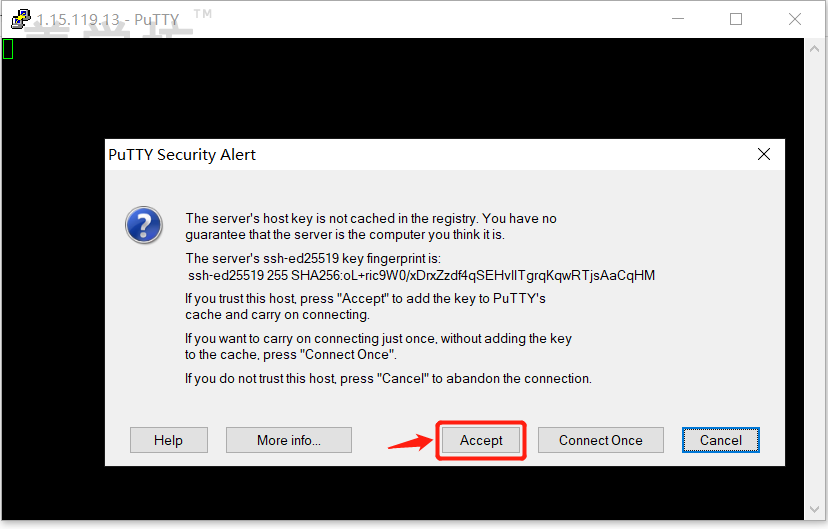 1.15.119.13 - PuTTY
TM
PuTTY Security Alert
The server's host key is not cached in the registry. You have no
guarantee that the server is the computer you think it is.
The server's ssh-ed25519 key fingerprint is:
ssh-ed25519 255 SHA256:oL+ric9W0/xDrxZzdf4qSEHvlITgrqKqwRTjsAaCqHM
If you trust this host, press "Accept" to add the key to PuTTY's
cache and carry on connecting.
If you want to carry on connecting just once, without adding the key
to the cache, press "Connect Once".
If you do not trust this host, press "Cancel" to abandon the connection.
Help
More info...
Accept
Connect Once
Cancel